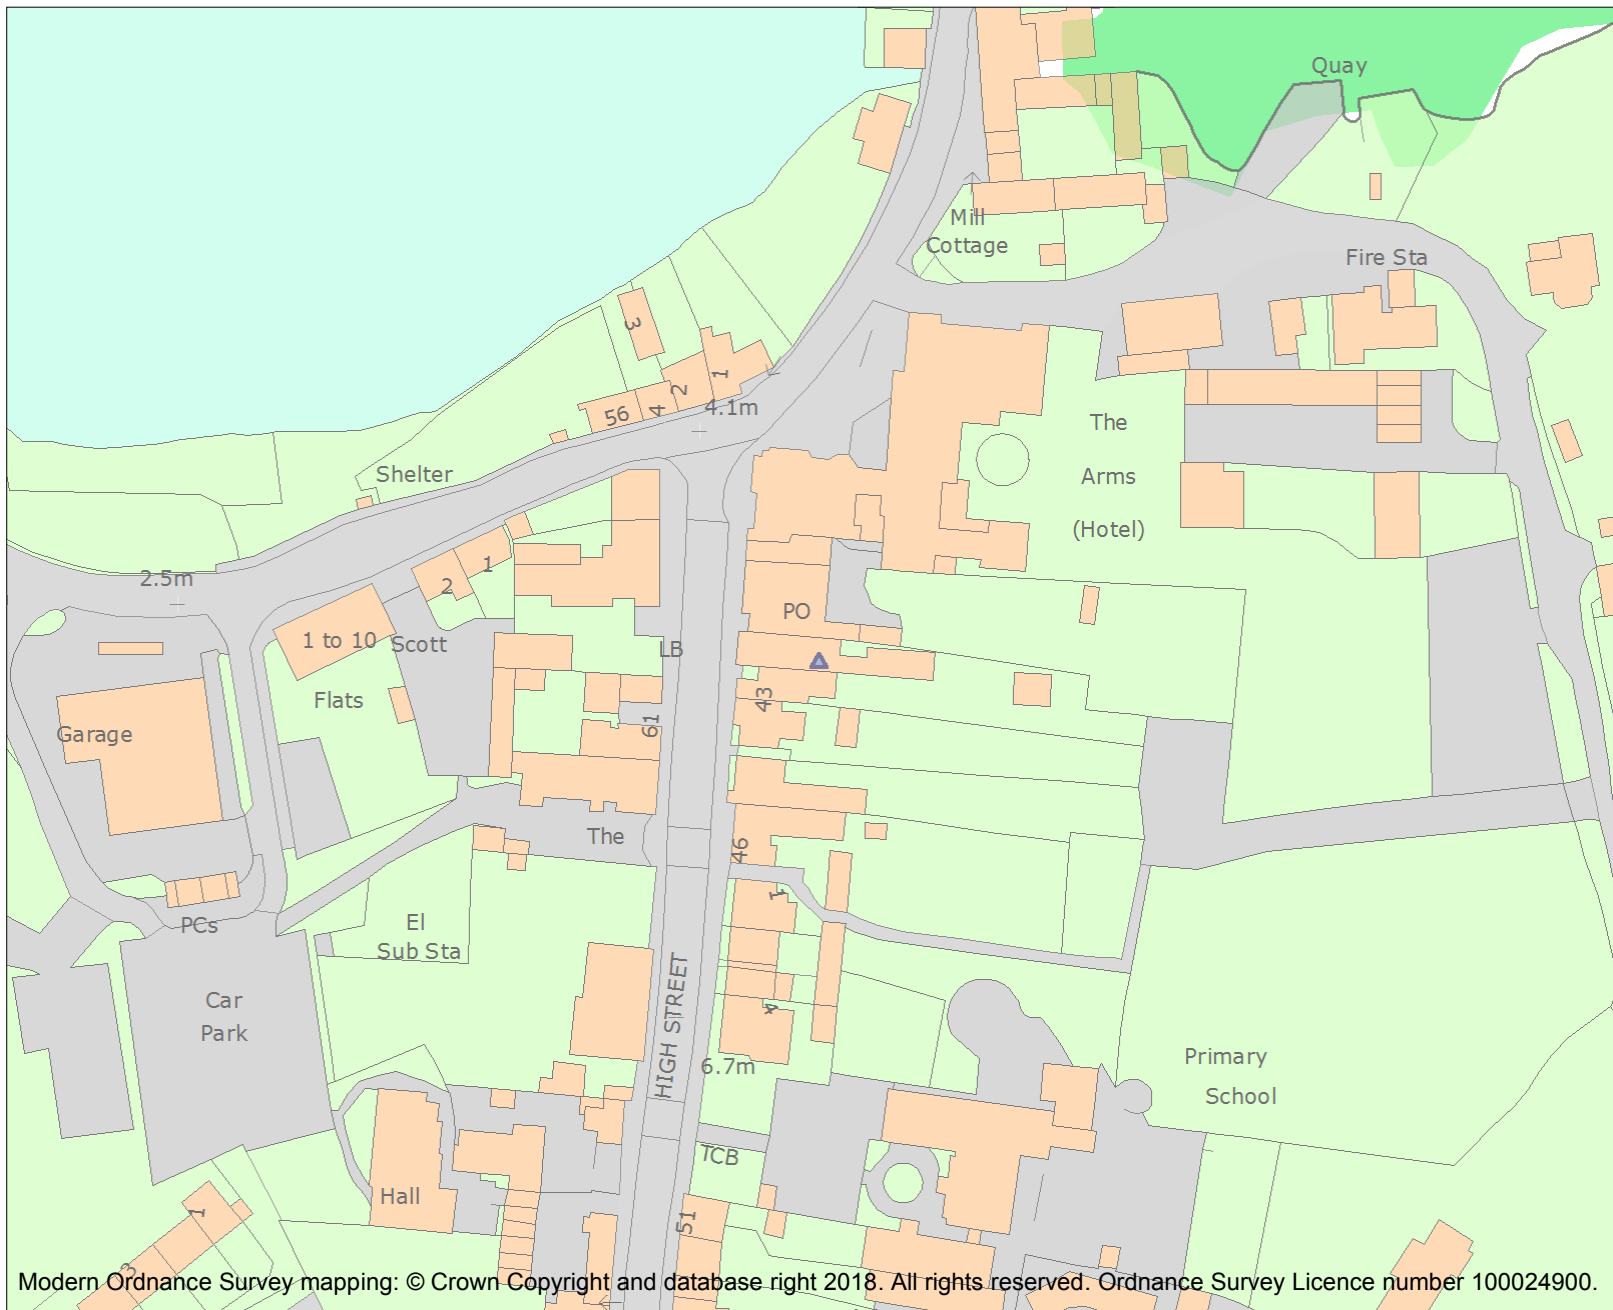 Quay
Mill
Cottage
Fire Sta
3
1
2
4
56
4.1m
The
Arms
(Hotel)
Shelter
1
2
2.5m
1 to 10
Scott
Flats
PO
LB
43
61
Garage
The
46
1
PCs
El
Sub Sta
Car
Park
HIGH STREET
4
6.7m
Primary
School
TCB
Hall
1
51
3
Modern Ordnance Survey mapping: © Crown Copyright and database right 2018. All rights reserved. Ordnance Survey Licence number 100024900.